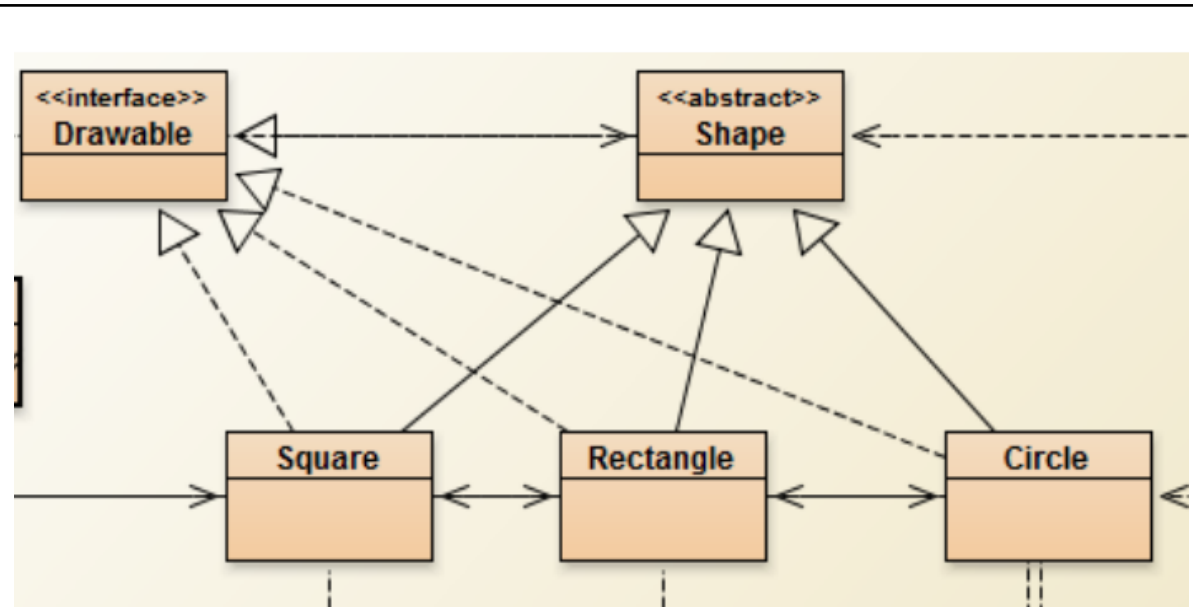 <<interface>>
Drawable
<<abstract>>
Shape
Square
Rectangle
Circle